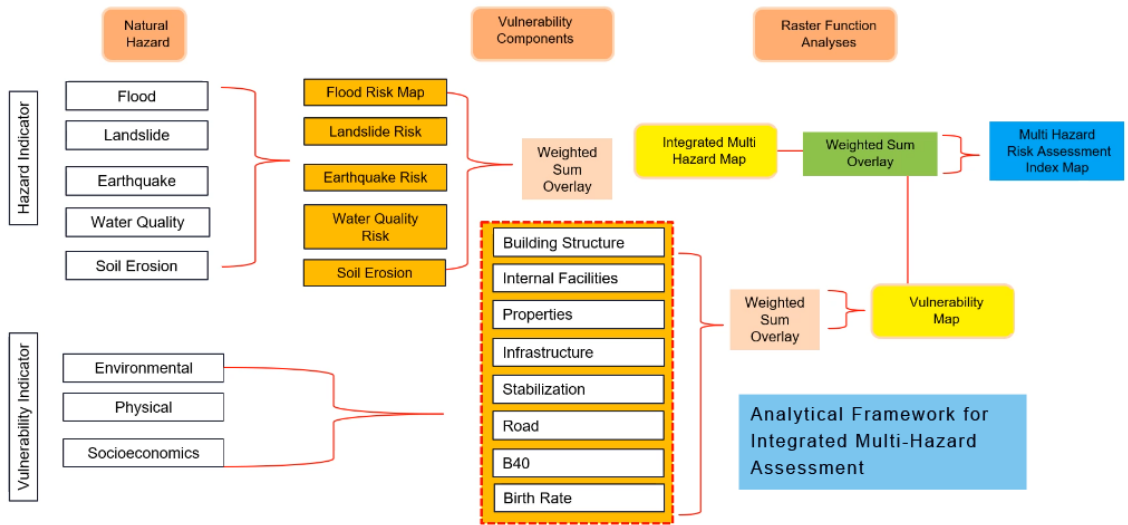 Natural
Hazard
Vulnerability
Components
Raster Function
Analyses
Hazard Indicator
Flood
Landslide
Earthquake
Water Quality
Soil Erosion
Flood Risk Map
Landslide Risk
Earthquake Risk
Water Quality
Risk
Soil Erosion
Weighted
Sum
Overlay
Integrated Multi
Hazard Map
Weighted Sum
Overlay
Multi Hazard
Risk Assessment
Index Map
Vulnerability Indicator
Environmental
Physical
Socioeconomics
Building Structure
Internal Facilities
Properties
Infrastructure
Stabilization
Road
B40
Birth Rate
Weighted
Sum
Overlay
Vulnerability
Map
Analytical Framework for
Integrated Multi-Hazard
Assessment